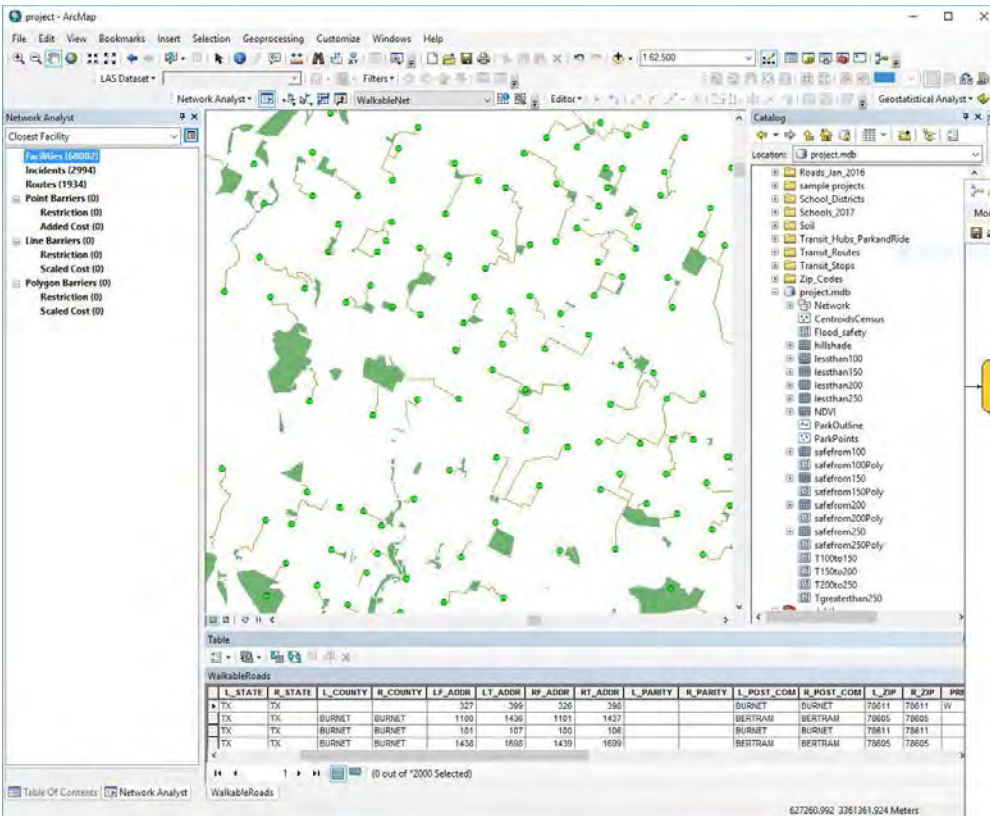 project - ArcMap
File Edit View Bookmarks Insert Selection Geoprocessing Customize Windows Help
1:62,500
LAS Dataset Filters
Network Analyst WalkableNet Editor Geostatistical Analyst
Network Analyst
Closest Facility
Facilities (68082)
Incidents (2994)
Routes (1934)
Point Barriers (0)
Restriction (0)
Added Cost (0)
Line Barriers (0)
Restriction (0)
Scaled Cost (0)
Polygon Barriers (0)
Restriction (0)
Scaled Cost (0)
Catalog
Location: project.mdb
Roads_Jan_2016
sample projects
School_Districts
Schools_2017
Soil
Transit_Hubs_ParkandRide
Transit_Routes
Transit_Stops
Zip_Codes
project.mdb
Network
CentroidsCensus
Flood_safety
hillshade
lessthan100
lessthan150
lessthan200
lessthan250
NDVI
ParkOutline
ParkPoints
safefrom100
safefrom100Poly
safefrom150
safefrom150Poly
safefrom200
safefrom200Poly
safefrom250
safefrom250Poly
T100to150
T150to200
T200to250
Tgreaterthan250
Table
WalkableRoads
L_STATE R_STATE L_COUNTY R_COUNTY LF_ADDR LT_ADDR RF_ADDR RT_ADDR L_PARITY R_PARITY L_POST_COM R_POST_COM L_ZIP R_ZIP PRE
TX TX 327 399 326 398 BURNET BURNET 78611 78611 W
TX TX BURNET BURNET 1100 1436 1101 1437 BERTRAM BERTRAM 78605 78605
TX TX BURNET BURNET 101 107 100 106 BURNET BURNET 78611 78611
TX TX BURNET BURNET 1438 1698 1439 1699 BERTRAM BERTRAM 78605 78605
1 (0 out of *2000 Selected)
Table Of Contents Network Analyst WalkableRoads
627260.992 3361361.924 Meters